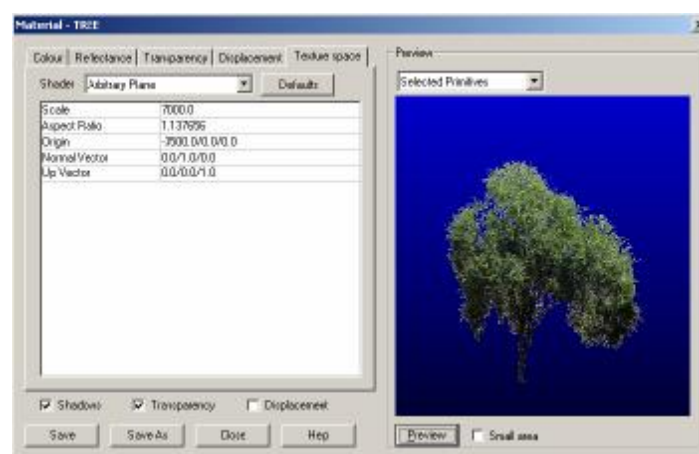 Material - TREE
Colour Reflectance Transparency Displacement Texture space
Shader Arbitrary Plane Defaults
Scale 7000.0
Aspect Ratio 1.137656
Origin -3500.0/0.0/0.0
Normal Vector 0.0/1.0/0.0
Up Vector 0.0/0.0/1.0
Shadows Transparency Displacement
Save Save As Close Help
Preview
Selected Primitives
Preview Small area